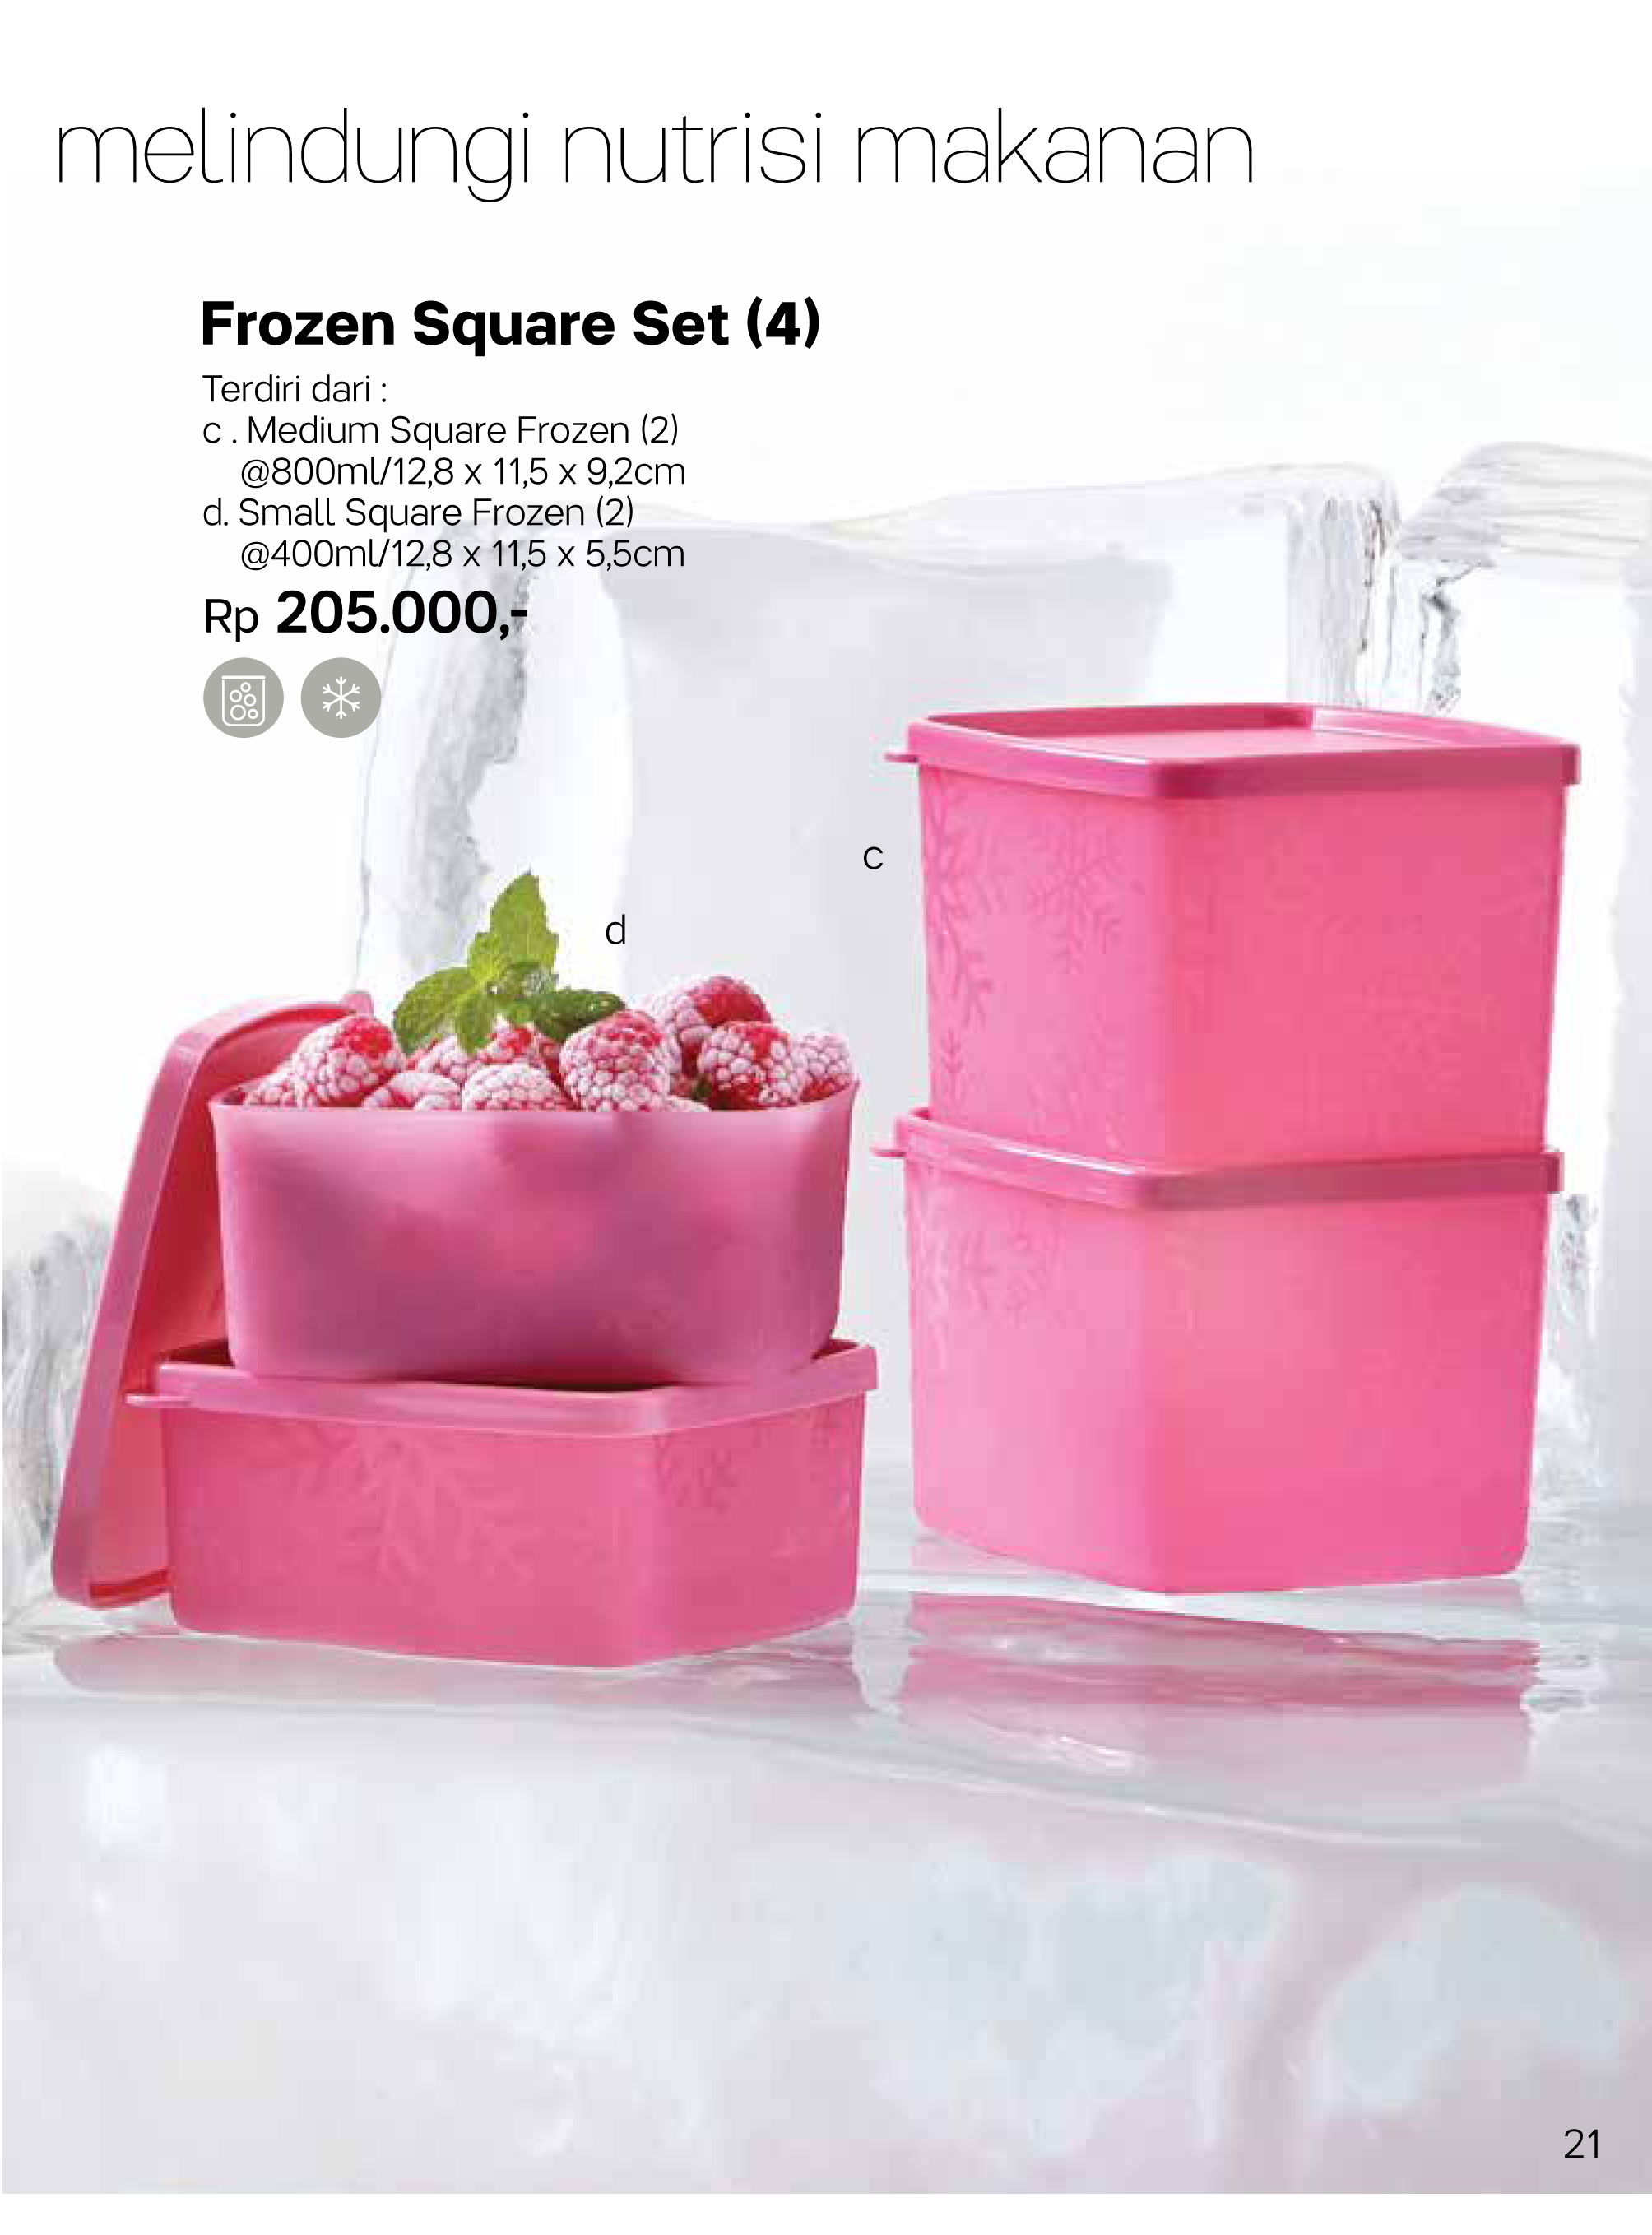 melindungi nutrisi makanan
Frozen Square Set (4)
Terdiri dari :
c . Medium Square Frozen (2)
@800ml/12,8 x 11,5 x 9,2cm
d. Small Square Frozen (2)
@400ml/12,8 x 11,5 x 5,5cm
Rp 205.000,-
c
d
21